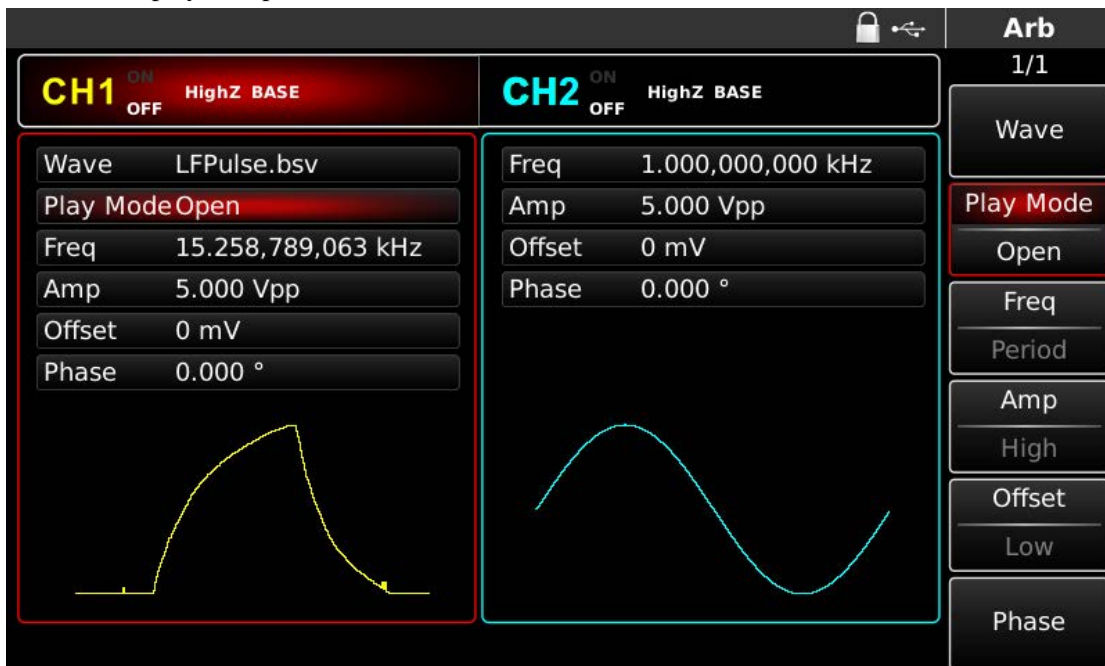 Arb
1/1
CH1 ON OFF HighZ BASE
CH2 ON OFF HighZ BASE
Wave LFPulse.bsv
Play Mode Open
Freq 15.258,789,063 kHz
Amp 5.000 Vpp
Offset 0 mV
Phase 0.000 °
Freq 1.000,000,000 kHz
Amp 5.000 Vpp
Offset 0 mV
Phase 0.000 °
Wave
Play Mode
Open
Freq
Period
Amp
High
Offset
Low
Phase